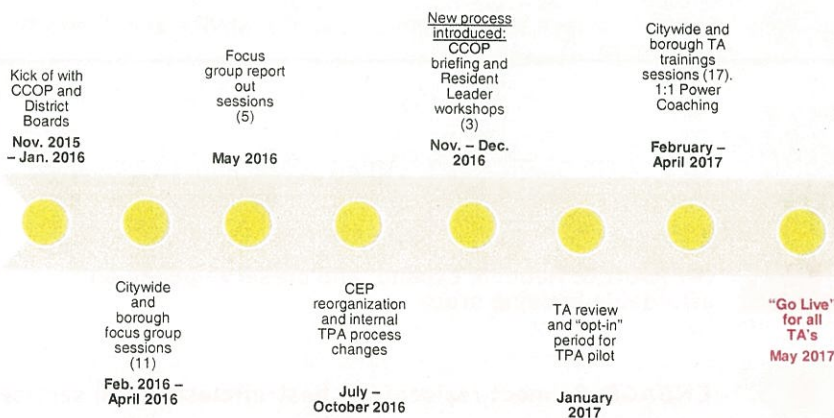 Kick of with
CCOP and
District
Boards
Nov. 2015
– Jan. 2016
Citywide
and
borough
focus group
sessions
(11)
Feb. 2016 –
April 2016
Focus
group report
out
sessions
(5)
May 2016
CEP
reorganization
and internal
TPA process
changes
July –
October 2016
New process
introduced:
CCOP
briefing and
Resident
Leader
workshops
(3)
Nov. – Dec.
2016
TA review
and “opt-in”
period for
TPA pilot
January
2017
Citywide and
borough TA
trainings
sessions (17).
1:1 Power
Coaching
February –
April 2017
“Go Live”
for all
TA's
May 2017